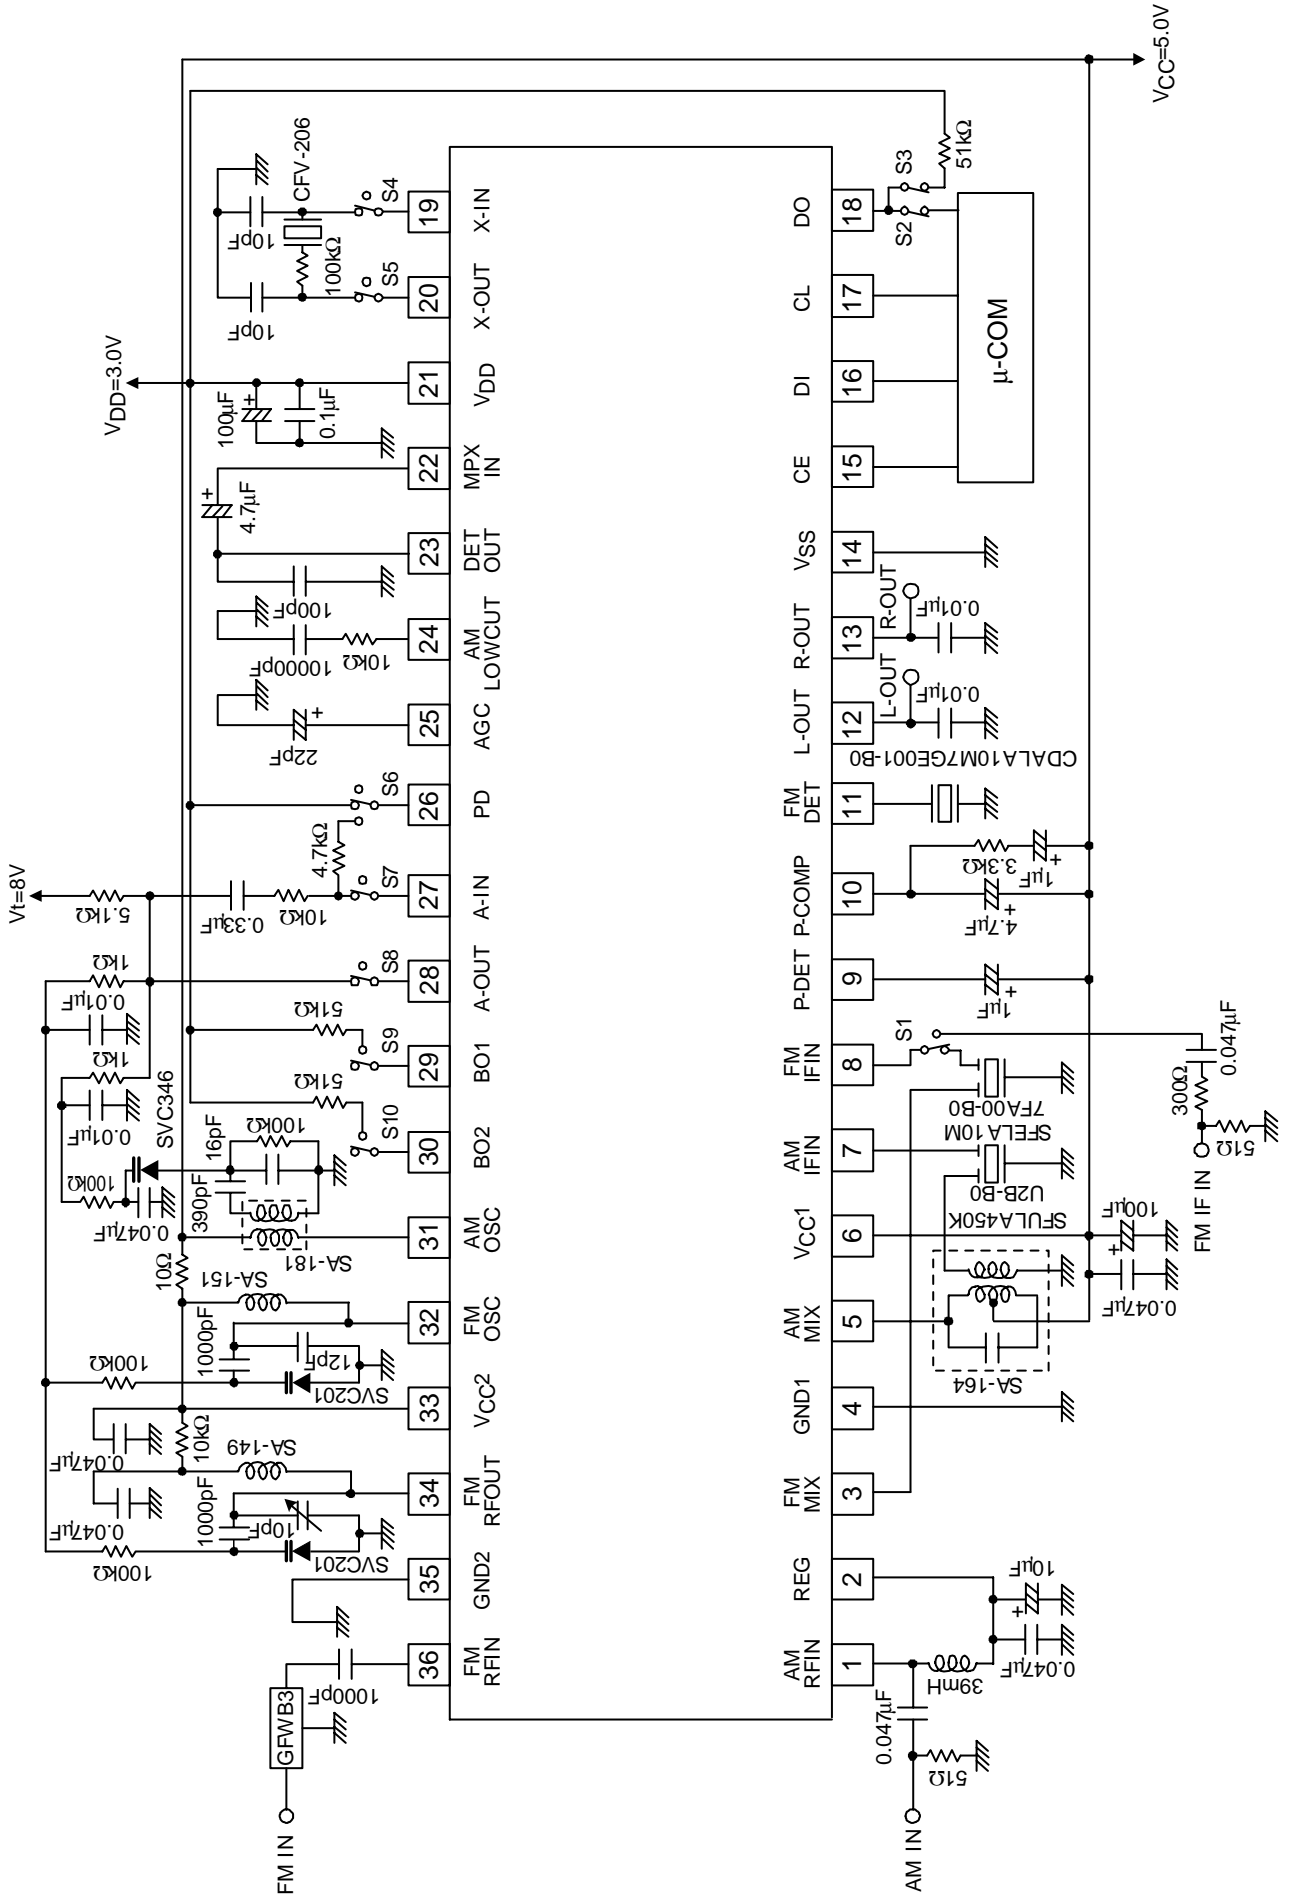 VCC=5.0V
VDD=3.0V
Vt=8V
10pF
CFV-206
100kΩ
10pF
S4
S5
100µF
+
0.1µF
+
4.7µF
100pF
10000pF
10kΩ
22pF
+
S6
4.7kΩ
S7
5.1kΩ
0.33µF
10kΩ
S8
1kΩ
0.01µF
51kΩ
S9
1kΩ
0.01µF
51kΩ
S10
SVC346
100kΩ
0.047µF
16pF
100kΩ
390pF
SA-181
10Ω
SA-151
1000pF
12pF
SVC201
100kΩ
0.047µF
10kΩ
SA-149
0.047µF
1000pF
10pF
SVC201
100kΩ
1000pF
GFWB3
FM IN
19
X-IN
20
X-OUT
21
VDD
22
MPX
IN
23
DET
OUT
24
AM
LOWCUT
25
AGC
26
PD
27
A-IN
28
A-OUT
29
BO1
30
BO2
31
AM
OSC
32
FM
OSC
33
VCC2
34
FM
RFOUT
35
GND2
36
FM
RFIN
DO
18
CL
17
DI
16
CE
15
VSS
14
R-OUT
13
L-OUT
12
FM
DET
11
P-COMP
10
P-DET
9
FM
IFIN
8
AM
IFIN
7
VCC1
6
AM
MIX
5
GND1
4
FM
MIX
3
REG
2
AM
RFIN
1
S2
S3
51kΩ
µ-COM
R-OUT
0.01µF
L-OUT
0.01µF
CDALA10M7GE001-B0
3.3kΩ
1µF
+
4.7µF
+
1µF
+
S1
0.047µF
300Ω
51Ω
FM IF IN
SFELA10M
7FA00-B0
SFULA450K
U2B-B0
100µF
+
0.047µF
SA-164
10µF
+
0.047µF
39mH
0.047µF
51Ω
AM IN